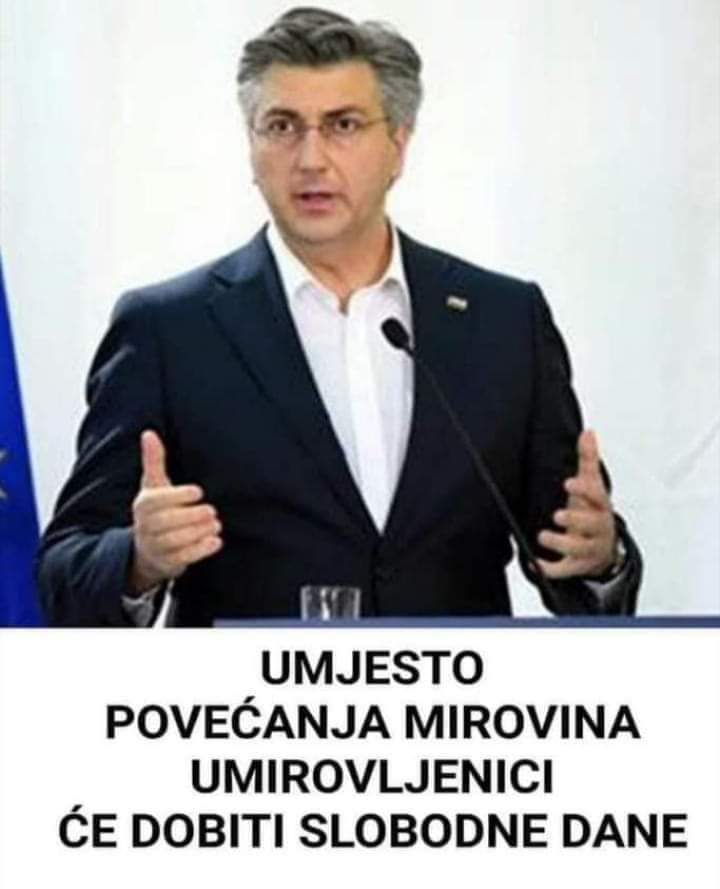 UMJESTO
POVEĆANJA MIROVINA
UMIROVLJENICI
ĆE DOBITI SLOBODNE DANE